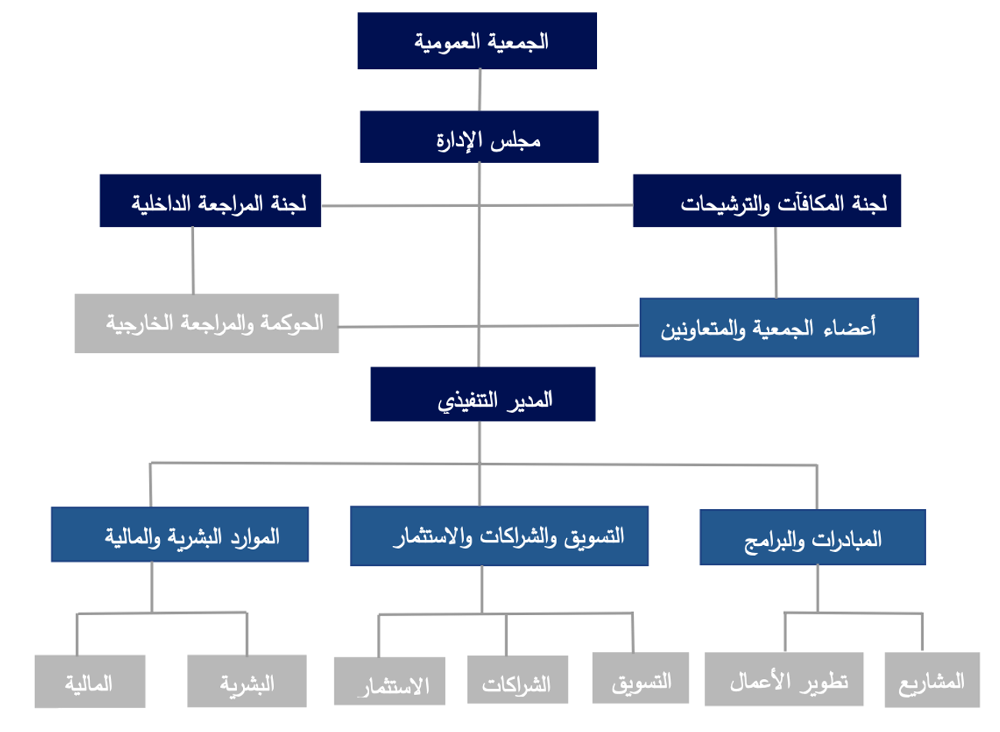 الجمعية العمومية
مجلس الإدارة
لجنة المكافآت والترشيحات
لجنة المراجعة الداخلية
أعضاء الجمعية والمتعاونين
الحوكمة والمراجعة الخارجية
المدير التنفيذي
المبادرات والبرامج
التسويق والشراكات والاستثمار
الموارد البشرية والمالية
المشاريع
تطوير الأعمال
التسويق
الشراكات
الاستثمار
البشرية
المالية